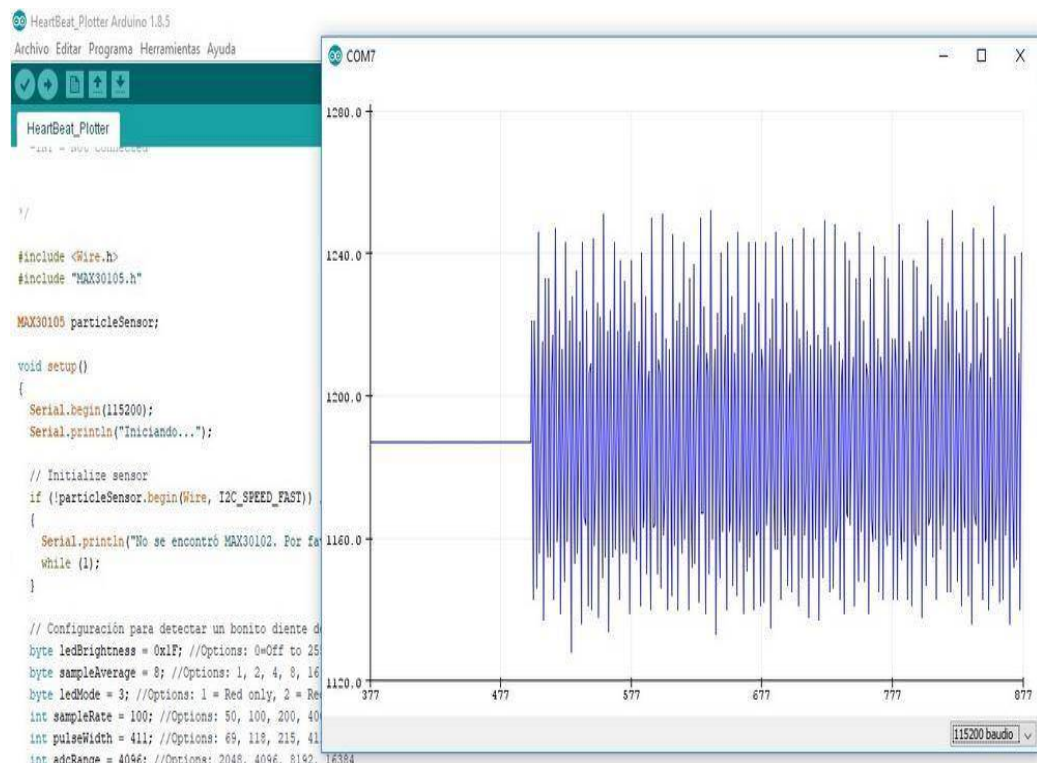 HeartBeat_Plotter Arduino 1.8.5
Archivo Editar Programa Herramientas Ayuda
HeartBeat_Plotter
*/
#include <Wire.h>
#include "MAX30105.h"
MAX30105 particleSensor;
void setup()
{
Serial.begin(115200);
Serial.println("Iniciando...");
// Initialize sensor
if (!particleSensor.begin(Wire, I2C_SPEED_FAST))
{
Serial.println("No se encontró MAX30102. Por fa
while (1);
}
// Configuración para detectar un bonito diente d
byte ledBrightness = 0x1F; //Options: 0=Off to 25
byte sampleAverage = 8; //Options: 1, 2, 4, 8, 16
byte ledMode = 3; //Options: 1 = Red only, 2 = Re
int sampleRate = 100; //Options: 50, 100, 200, 40
int pulseWidth = 411; //Options: 69, 118, 215, 41
int adcRange = 4096; //Options: 2048, 4096, 8192, 16384
COM7
1280.0
1240.0
1200.0
1160.0
1120.0
377 477 577 677 777 877
115200 baudio